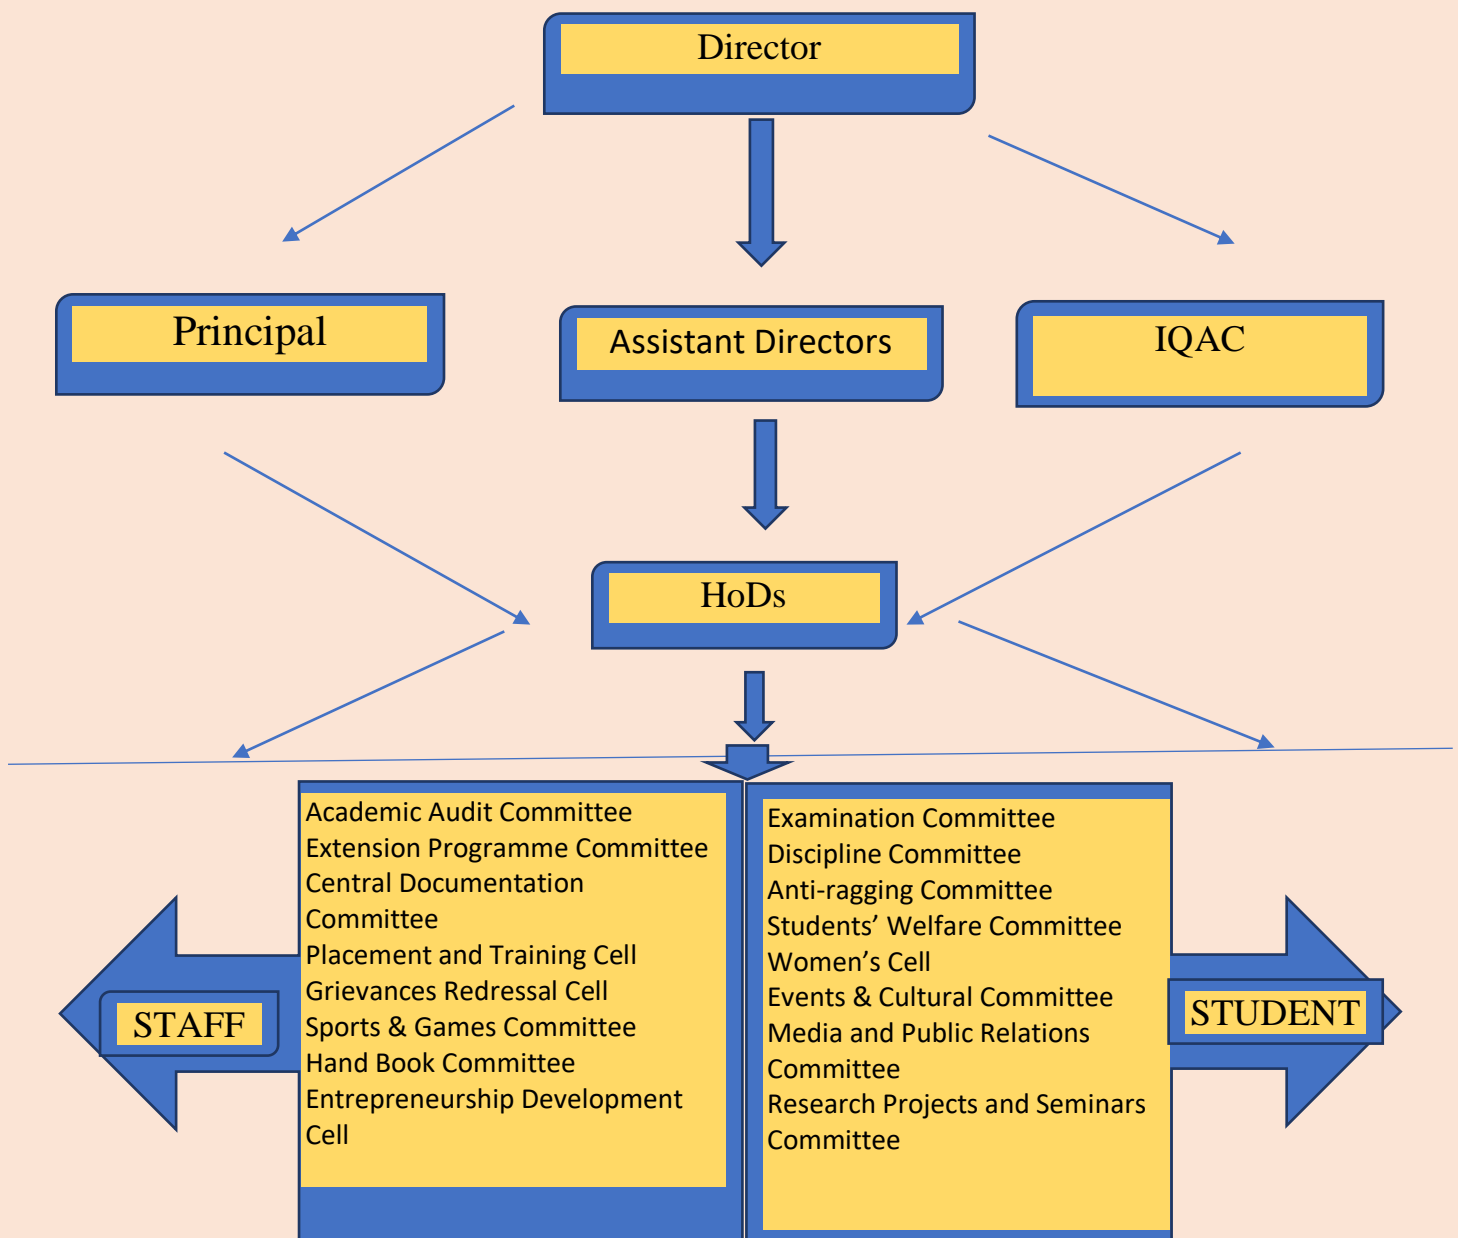 Director
Principal
Assistant Directors
IQAC
HoDs
Academic Audit Committee
Extension Programme Committee
Central Documentation
Committee
Placement and Training Cell
Grievances Redressal Cell
Sports & Games Committee
Hand Book Committee
Entrepreneurship Development
Cell
Examination Committee
Discipline Committee
Anti-ragging Committee
Students’ Welfare Committee
Women’s Cell
Events & Cultural Committee
Media and Public Relations
Committee
Research Projects and Seminars
Committee
STAFF
STUDENT